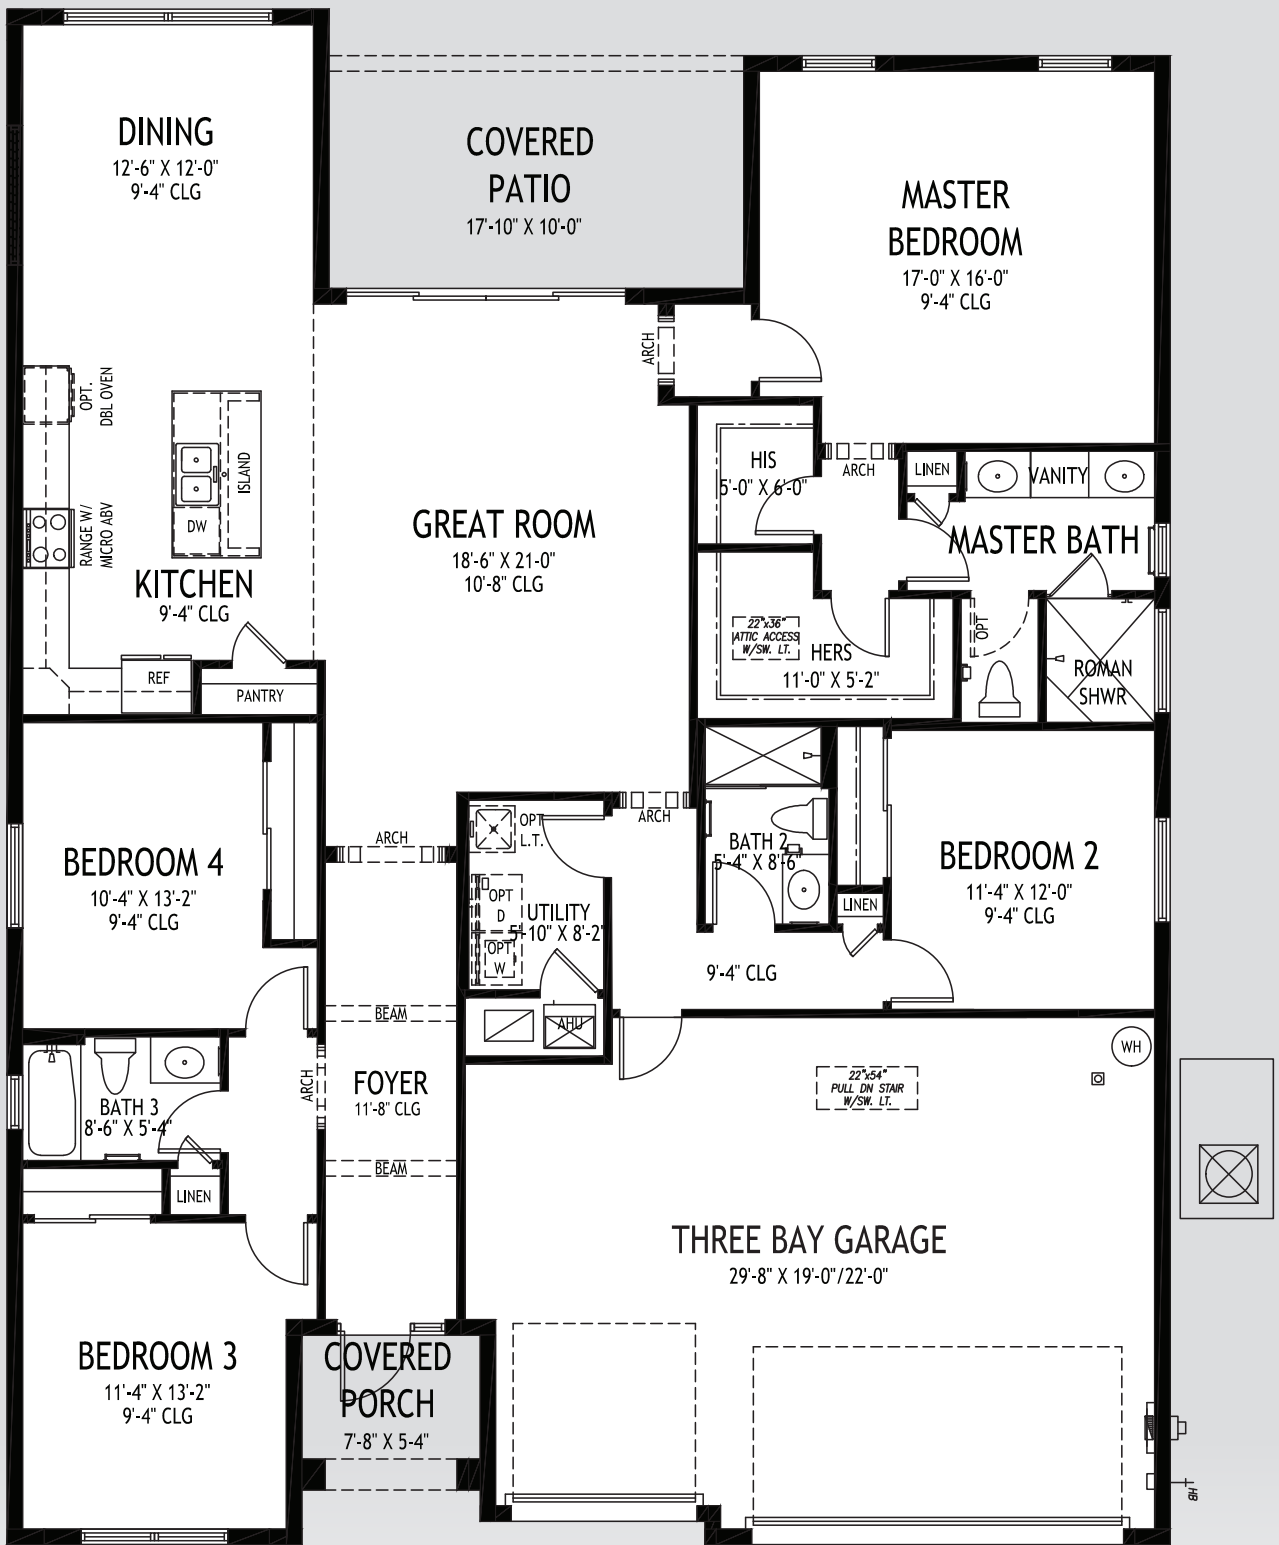 DINING
12'-6" X 12'-0"
9'-4" CLG
COVERED
PATIO
17'-10" X 10'-0"
MASTER
BEDROOM
17'-0" X 16'-0"
9'-4" CLG
ARCH
OPT.
DBL OVEN
ISLAND
DW
RANGE W/
MICRO ABV
KITCHEN
9'-4" CLG
REF
PANTRY
GREAT ROOM
18'-6" X 21'-0"
10'-8" CLG
HIS
5'-0" X 6'-0"
ARCH
LINEN
VANITY
MASTER BATH
22"x36"
ATTIC ACCESS
W/SW. LT.
HERS
11'-0" X 5'-2"
OPT
ROMAN
SHWR
BEDROOM 4
10'-4" X 13'-2"
9'-4" CLG
ARCH
OPT
L.T.
ARCH
OPT
D
UTILITY
5'-10" X 8'-2"
OPT
W
AHU
BATH 2
5'-4" X 8'-6"
LINEN
9'-4" CLG
BEDROOM 2
11'-4" X 12'-0"
9'-4" CLG
BEAM
ARCH
FOYER
11'-8" CLG
BEAM
BATH 3
8'-6" X 5'-4"
LINEN
22"x54"
PULL DN STAIR
W/SW. LT.
WH
THREE BAY GARAGE
29'-8" X 19'-0"/22'-0"
BEDROOM 3
11'-4" X 13'-2"
9'-4" CLG
COVERED
PORCH
7'-8" X 5-4"
HB